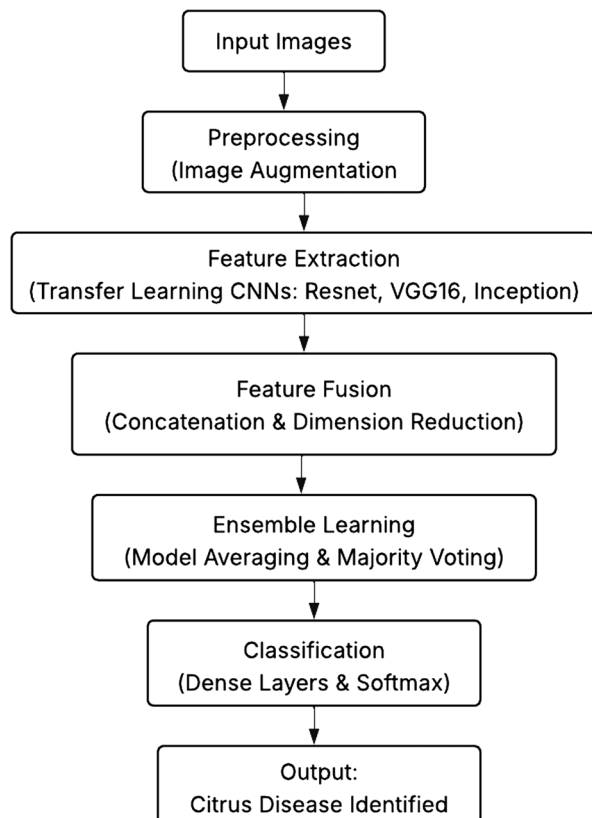 Input Images
Preprocessing
(Image Augmentation
Feature Extraction
(Transfer Learning CNNs: Resnet, VGG16, Inception)
Feature Fusion
(Concatenation & Dimension Reduction)
Ensemble Learning
(Model Averaging & Majority Voting)
Classification
(Dense Layers & Softmax)
Output:
Citrus Disease Identified